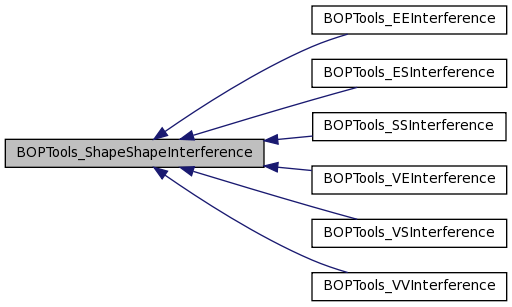 BOPTools_EEInterference
BOPTools_ESInterference
BOPTools_SSInterference
BOPTools_ShapeShapeInterference
BOPTools_VEInterference
BOPTools_VSInterference
BOPTools_VVInterference